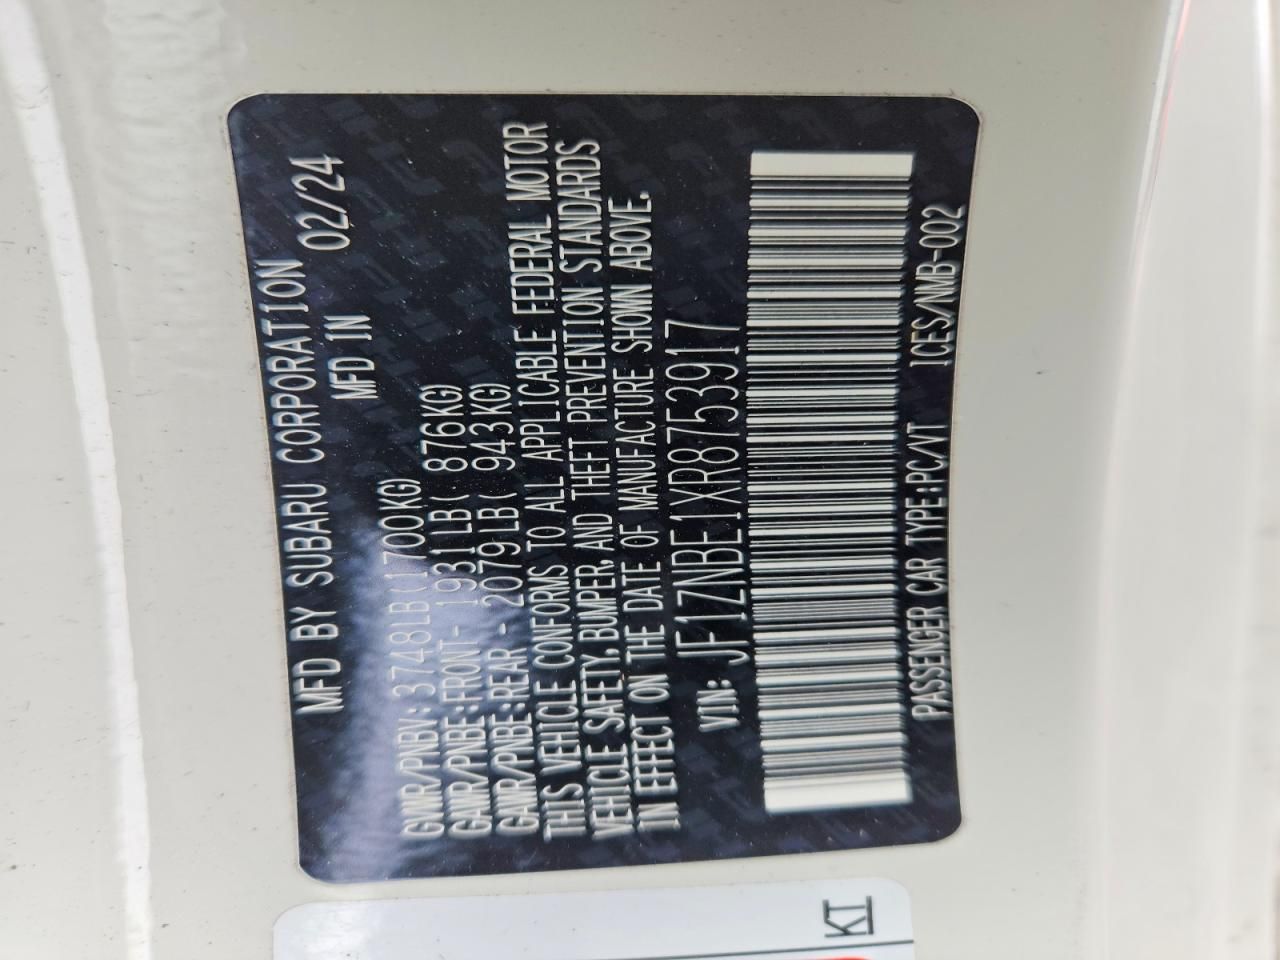 MFD BY SUBARU CORPORATION
MFD IN 02/24
GWR/PNBV: 3748LB(1700KG)
GAWR/PNBE:FRONT- 1931LB( 876KG)
GAWR/PNBE:REAR - 2079LB( 943KG)
THIS VEHICLE CONFORMS TO ALL APPLICABLE FEDERAL MOTOR
VEHICLE SAFETY, BUMPER, AND THEFT PREVENTION STANDARDS
IN EFFECT ON THE DATE OF MANUFACTURE SHOWN ABOVE.
VIN: JF1ZNBE1XR8753917
PASSENGER CAR TYPE:PC/VT ICES/NMB-002
KI